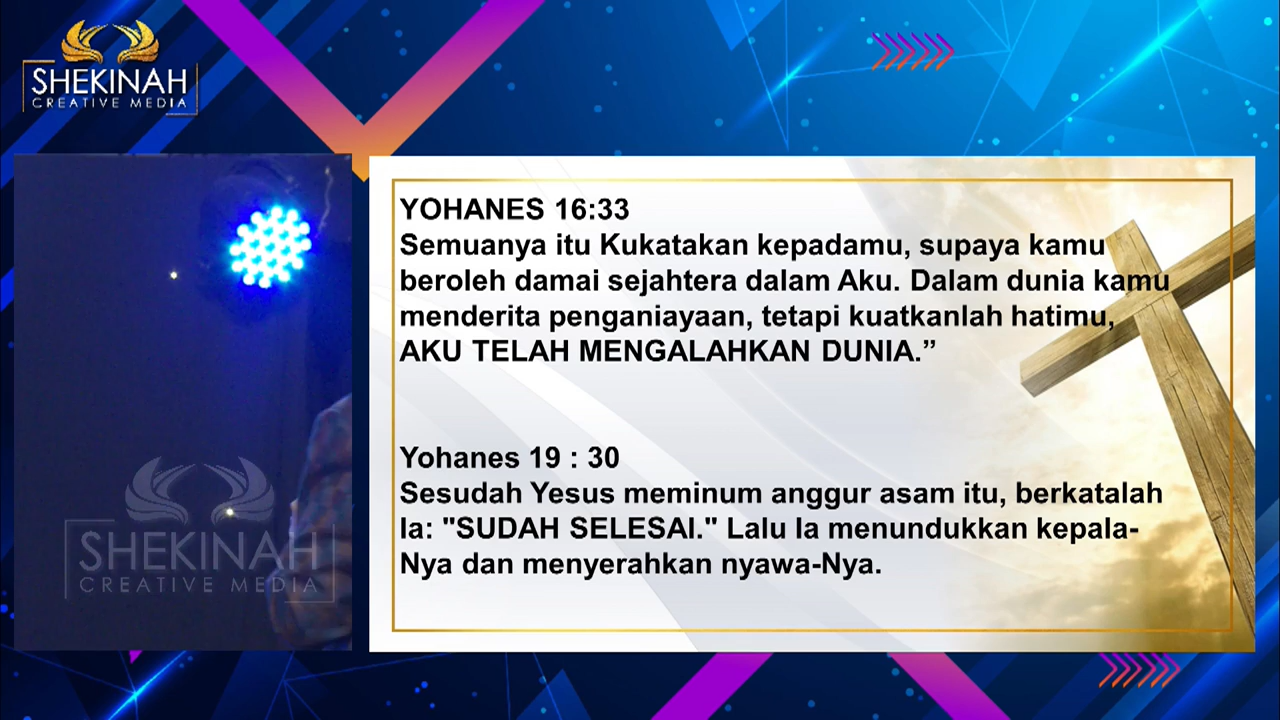 SHEKINAH
CREATIVE MEDIA
YOHANES 16:33
Semuanya itu Kukatakan kepadamu, supaya kamu
beroleh damai sejahtera dalam Aku. Dalam dunia kamu
menderita penganiayaan, tetapi kuatkanlah hatimu,
AKU TELAH MENGALAHKAN DUNIA.”
Yohanes 19 : 30
Sesudah Yesus meminum anggur asam itu, berkatalah
Ia: "SUDAH SELESAI." Lalu Ia menundukkan kepala-
Nya dan menyerahkan nyawa-Nya.
SHEKINAH
CREATIVE MEDIA